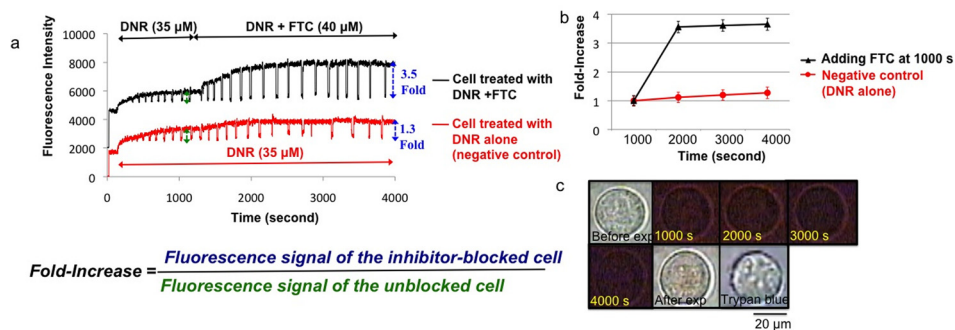 a
DNR (35 µM) DNR + FTC (40 µM)
Fluorescence Intensity
10000
8000
6000
4000
2000
0
0 1000 2000 3000 4000
Time (second)
3.5
Fold
1.3
Fold
DNR (35 µM)
Cell treated with
DNR +FTC
Cell treated with
DNR alone
(negative control)
Fold-Increase = Fluorescence signal of the inhibitor-blocked cell
Fluorescence signal of the unblocked cell
b
Fold-Increase
4
3
2
1
0
1000 2000 3000 4000
Time (second)
Adding FTC at 1000 s
Negative control
(DNR alone)
c
Before exp 1000 s 2000 s 3000 s
4000 s After exp Trypan blue
20 µm